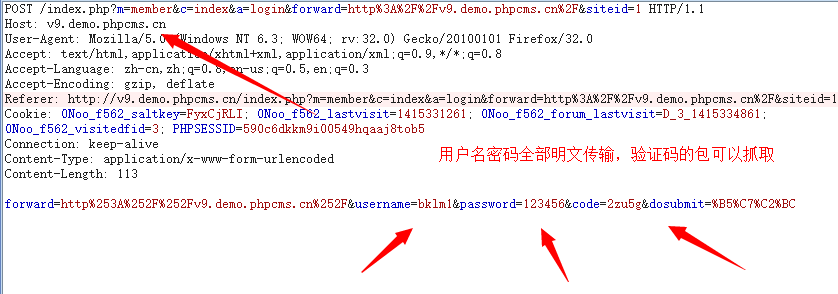 POST /index.php?m=member&c=index&a=login&forward=http%3A%2F%2Fv9.demo.phpcms.cn%2F&siteid=1 HTTP/1.1
Host: v9.demo.phpcms.cn
User-Agent: Mozilla/5.0 (Windows NT 6.3; WOW64; rv:32.0) Gecko/20100101 Firefox/32.0
Accept: text/html,application/xhtml+xml,application/xml;q=0.9,*/*;q=0.8
Accept-Language: zh-cn,zh;q=0.8,en-us;q=0.5,en;q=0.3
Accept-Encoding: gzip, deflate
Referer: http://v9.demo.phpcms.cn/index.php?m=member&c=index&a=login&forward=http%3A%2F%2Fv9.demo.phpcms.cn%2F&siteid=1
Cookie: 0Noo_f562_saltkey=FyxCjRLI; 0Noo_f562_lastvisit=1415331261; 0Noo_f562_forum_lastvisit=D_3_1415334861;
0Noo_f562_visitedfid=3; PHPSESSID=590c6dkkm9i00549hqaaj8tob5
Connection: keep-alive
Content-Type: application/x-www-form-urlencoded
用户名密码全部明文传输，验证码的包可以抓取
Content-Length: 113
forward=http%253A%252F%252Fv9.demo.phpcms.cn%252F&username=bklm1&password=123456&code=2zu5g&dosubmit=%B5%C7%C2%BC